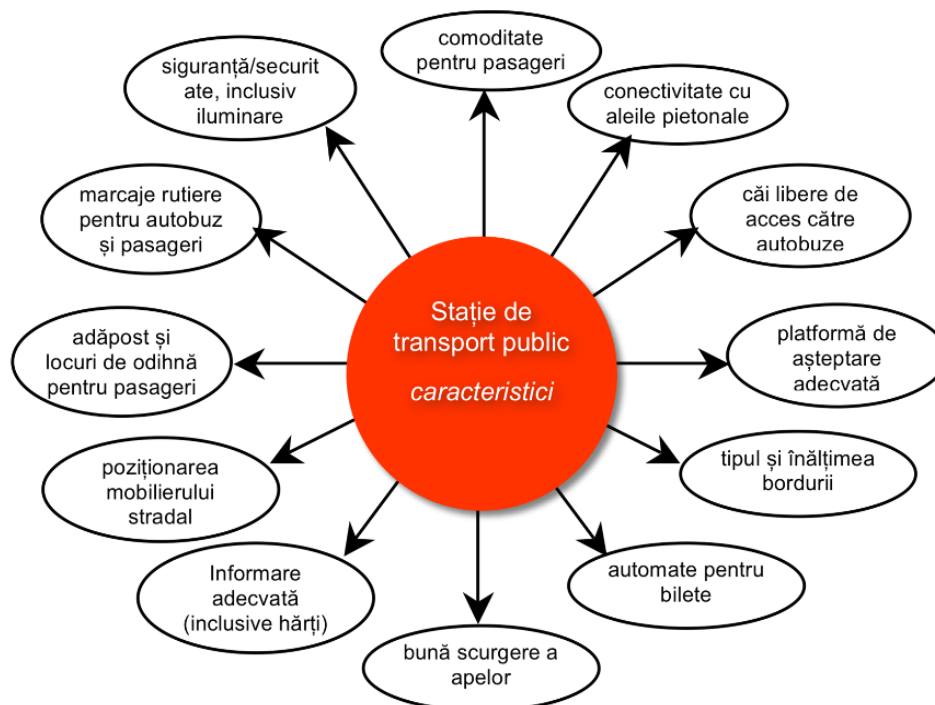 Stație de
transport public
caracteristici
comoditate
pentru pasageri
conectivitate cu
aleile pietonale
căi libere de
acces către
autobuze
platformă de
așteptare
adecvată
tipul și înălțimea
bordurii
automate pentru
bilete
bună scurgere a
apelor
Informare
adecvată
(inclusive hărți)
poziționarea
mobilierului
stradal
adăpost și
locuri de odihnă
pentru pasageri
marcaje rutiere
pentru autobuz
și pasageri
siguranță/securit
ate, inclusiv
iluminare